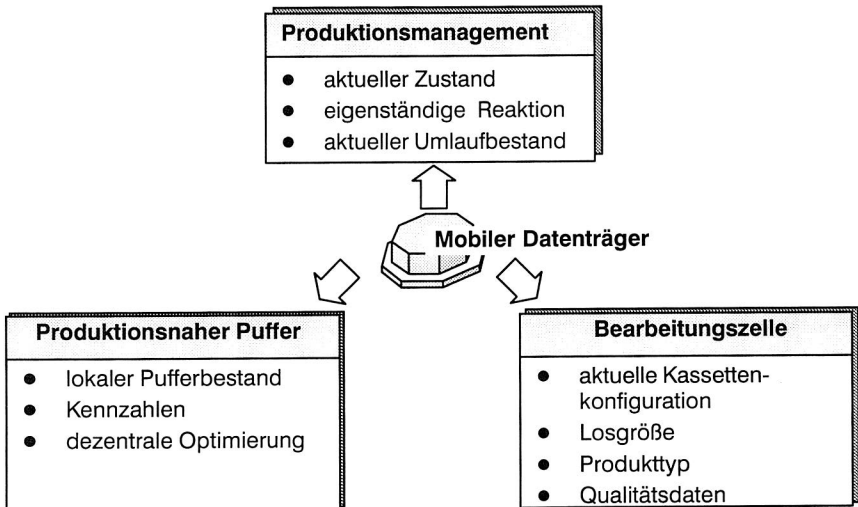 Produktionsmanagement
● aktueller Zustand
● eigenständige Reaktion
● aktueller Umlaufbestand
Mobiler Datenträger
Produktionsnaher Puffer
● lokaler Pufferbestand
● Kennzahlen
● dezentrale Optimierung
Bearbeitungszelle
● aktuelle Kassetten-
konfiguration
● Losgröße
● Produkttyp
● Qualitätsdaten